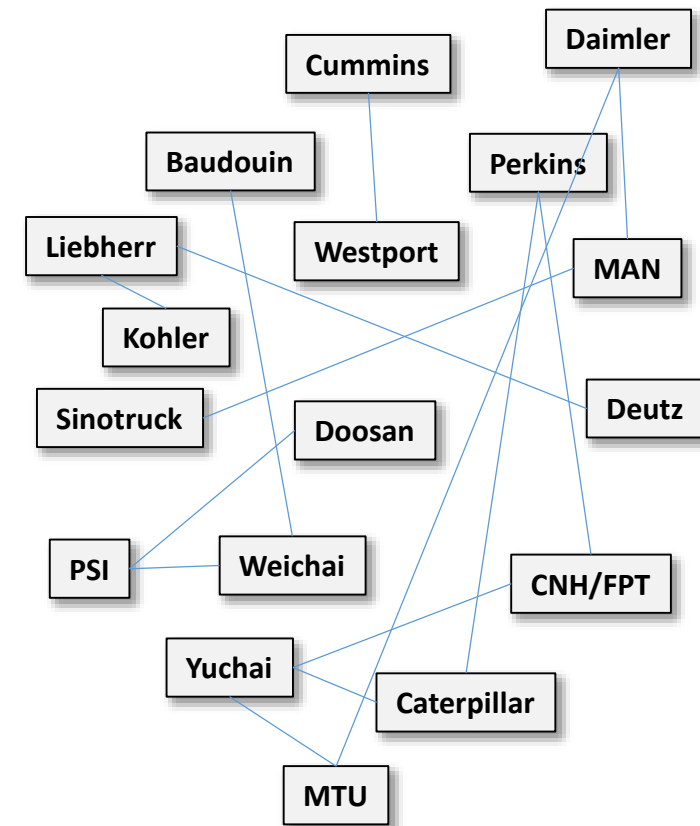 Daimler
Cummins
Baudouin
Perkins
Liebherr
Westport
MAN
Kohler
Sinotruck
Doosan
Deutz
PSI
Weichai
CNH/FPT
Yuchai
Caterpillar
MTU